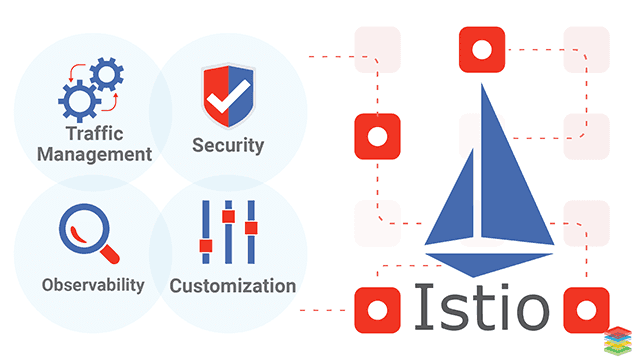 Traffic
Management
Security
Observability
Customization
Istio